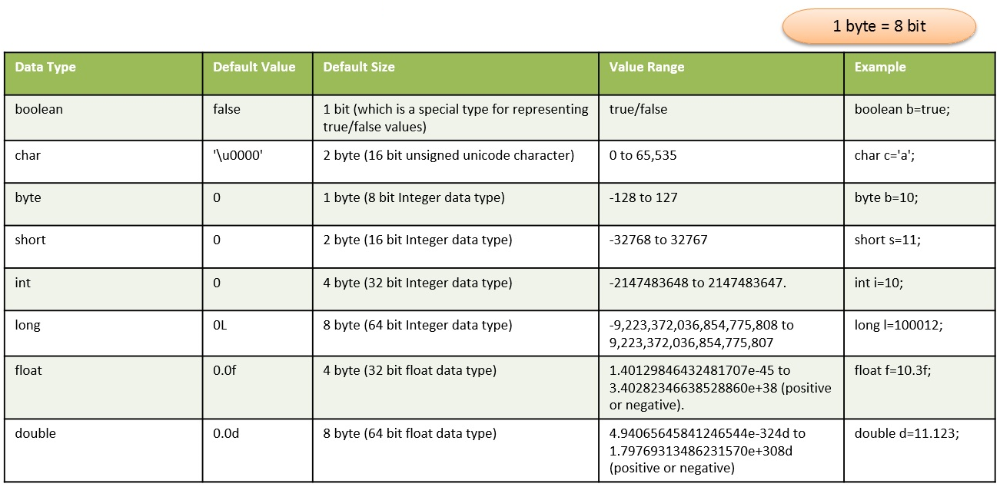 1 byte = 8 bit
Data Type Default Value Default Size Value Range Example
boolean false 1 bit (which is a special type for representing true/false boolean b=true;
true/false values)
char '\u0000' 2 byte (16 bit unsigned unicode character) 0 to 65,535 char c='a';
byte 0 1 byte (8 bit Integer data type) -128 to 127 byte b=10;
short 0 2 byte (16 bit Integer data type) -32768 to 32767 short s=11;
int 0 4 byte (32 bit Integer data type) -2147483648 to 2147483647. int i=10;
long 0L 8 byte (64 bit Integer data type) -9,223,372,036,854,775,808 to long l=100012;
9,223,372,036,854,775,807
float 0.0f 4 byte (32 bit float data type) 1.40129846432481707e-45 to float f=10.3f;
3.40282346638528860e+38 (positive
or negative).
double 0.0d 8 byte (64 bit float data type) 4.94065645841246544e-324d to double d=11.123;
1.79769313486231570e+308d
(positive or negative)